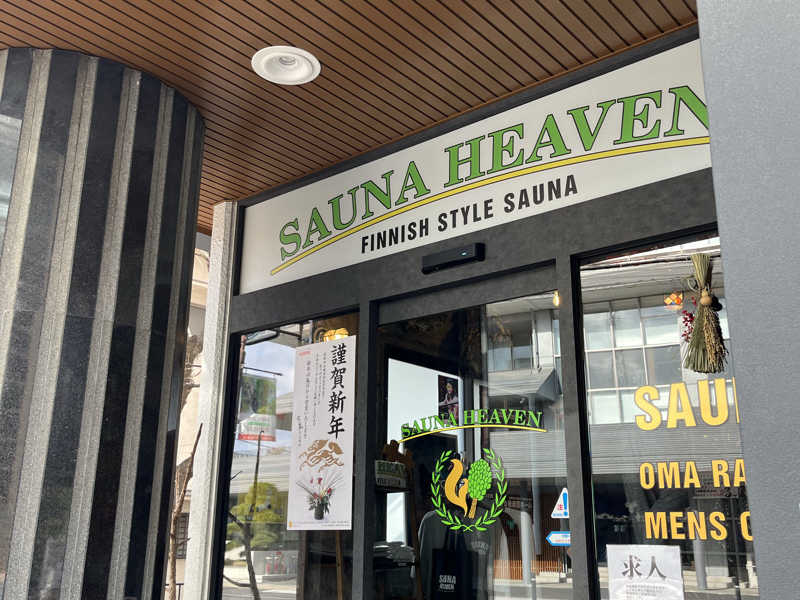 SAUNA HEAVEN
FINNISH STYLE SAUNA
謹賀新年
SAUNA HEAVEN
SAU
OMA RA
MENS
求人